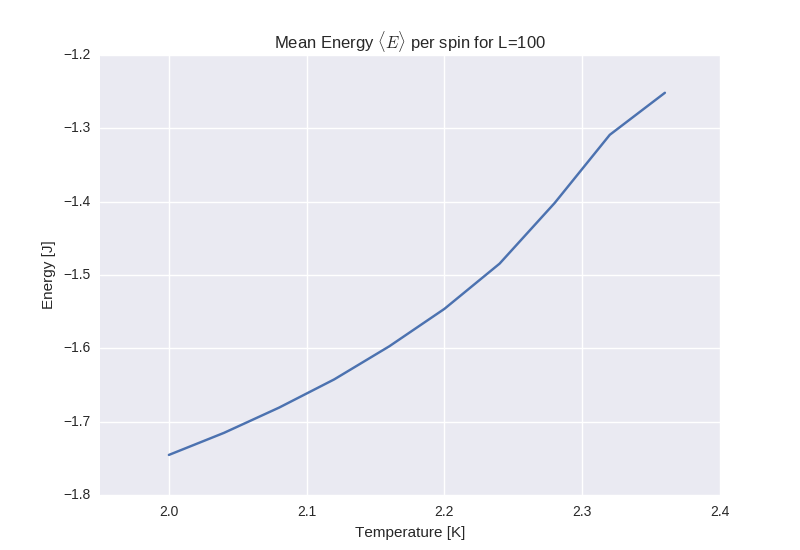 Mean Energy ⟨E⟩ per spin for L=100
−1.2
−1.3
−1.4
−1.5
−1.6
−1.7
−1.8
Energy [J]
2.0 2.1 2.2 2.3 2.4
Temperature [K]